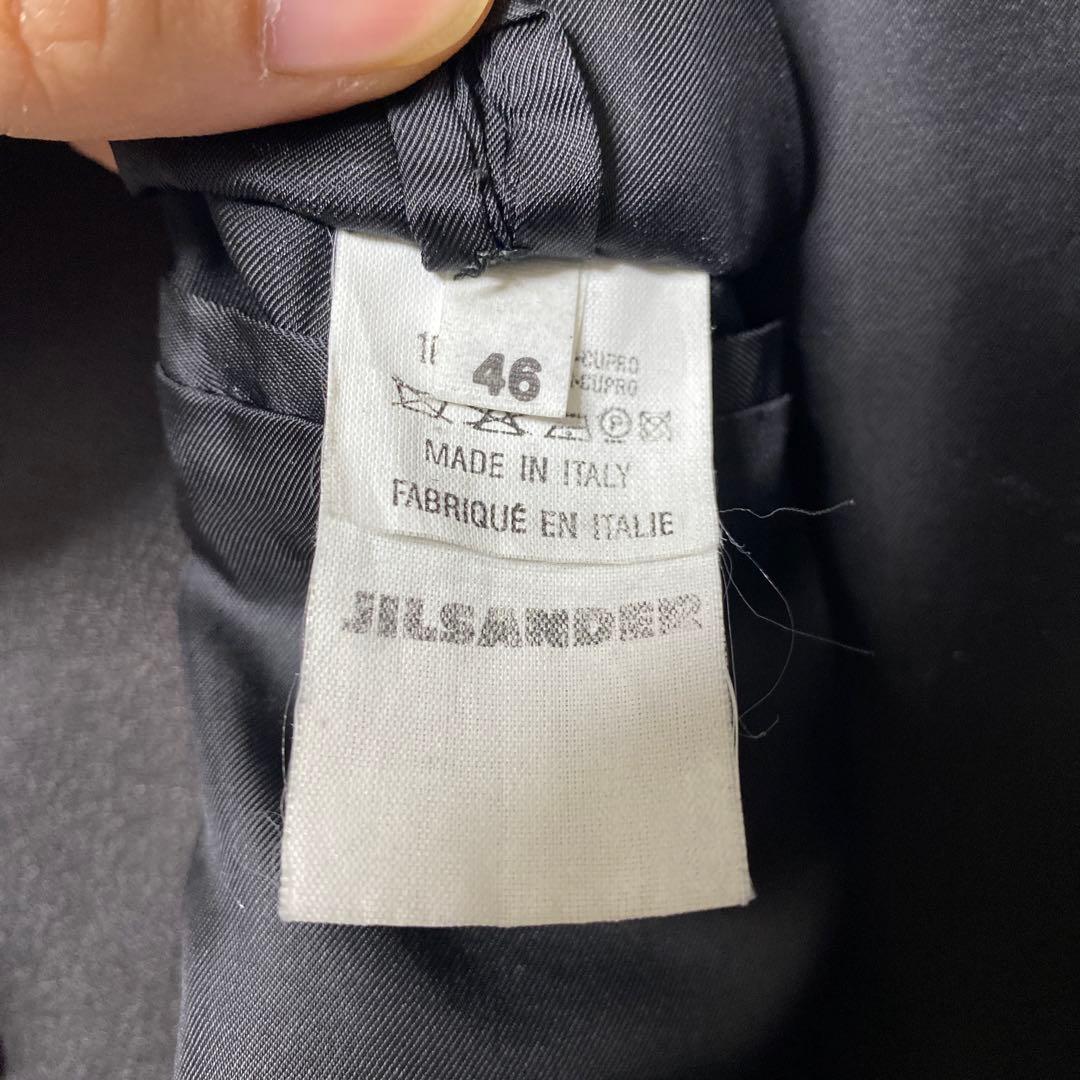 46
CUPRO
CUPRO
P
MADE IN ITALY
FABRIQUÉ EN ITALIE
JILSANDER